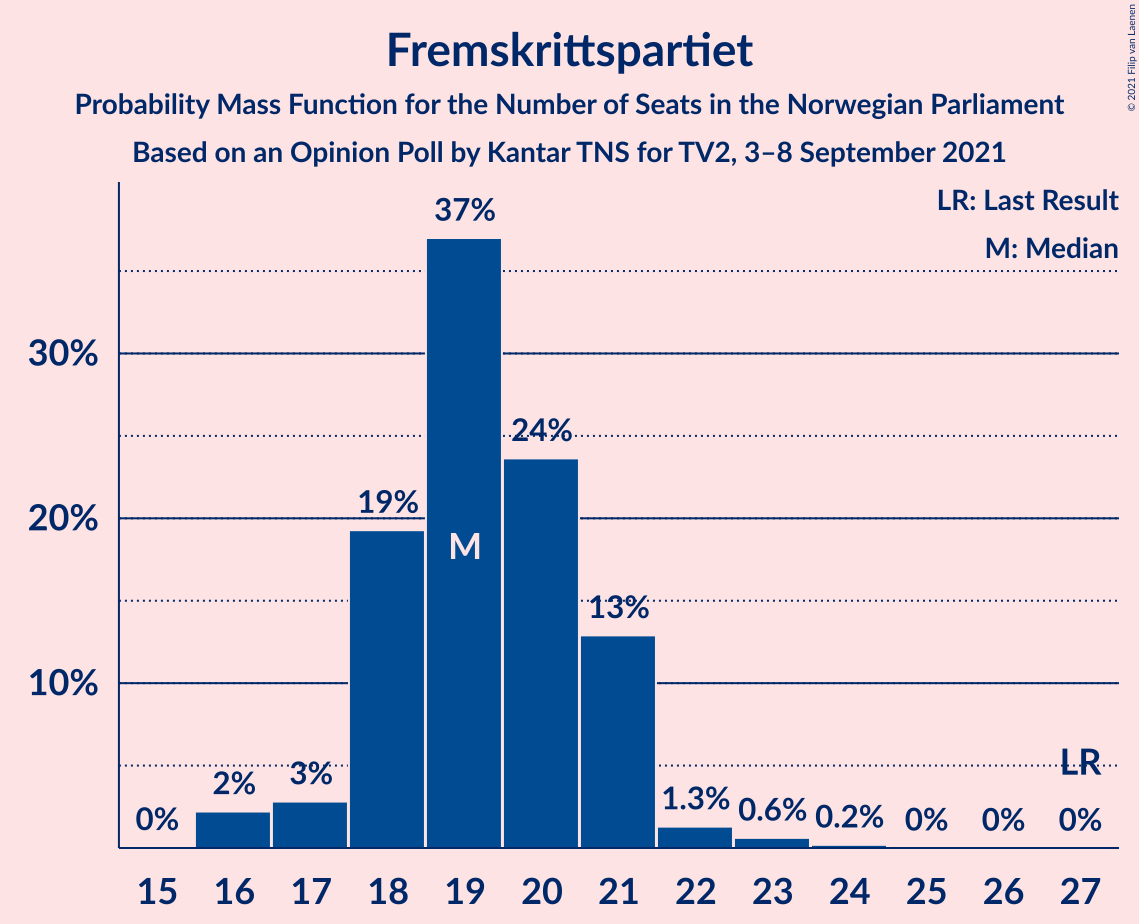 Fremskrittspartiet
Probability Mass Function for the Number of Seats in the Norwegian Parliament
Based on an Opinion Poll by Kantar TNS for TV2, 3–8 September 2021
© 2021 Filip van Laenen
LR: Last Result
M: Median
37%
30%
24%
20%
19%
M
13%
10%
LR
0%
2%
3%
1.3%
0.6%
0.2%
0%
0%
0%
15 16 17 18 19 20 21 22 23 24 25 26 27